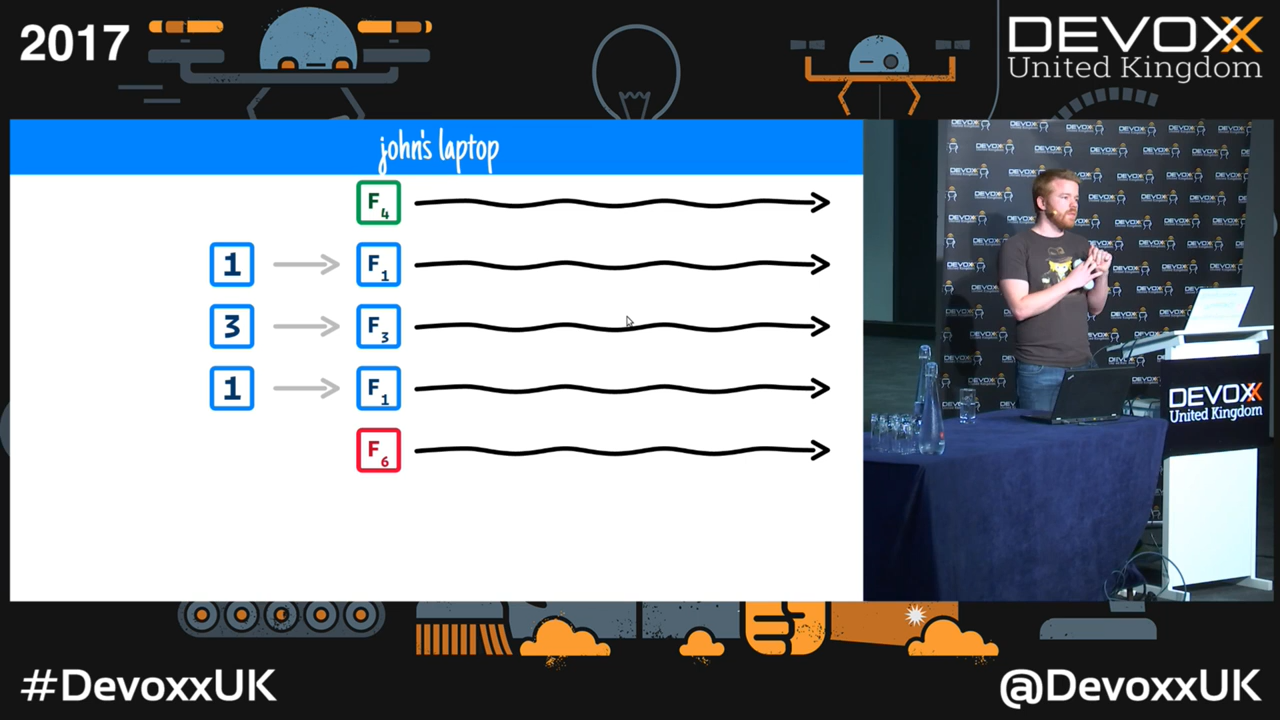 2017
DEVOXX
United Kingdom
john's laptop
F4
1 F1
3 F3
1 F1
F6
DEVOXX
United Kingdom
#DevoxxUK
@DevoxxUK